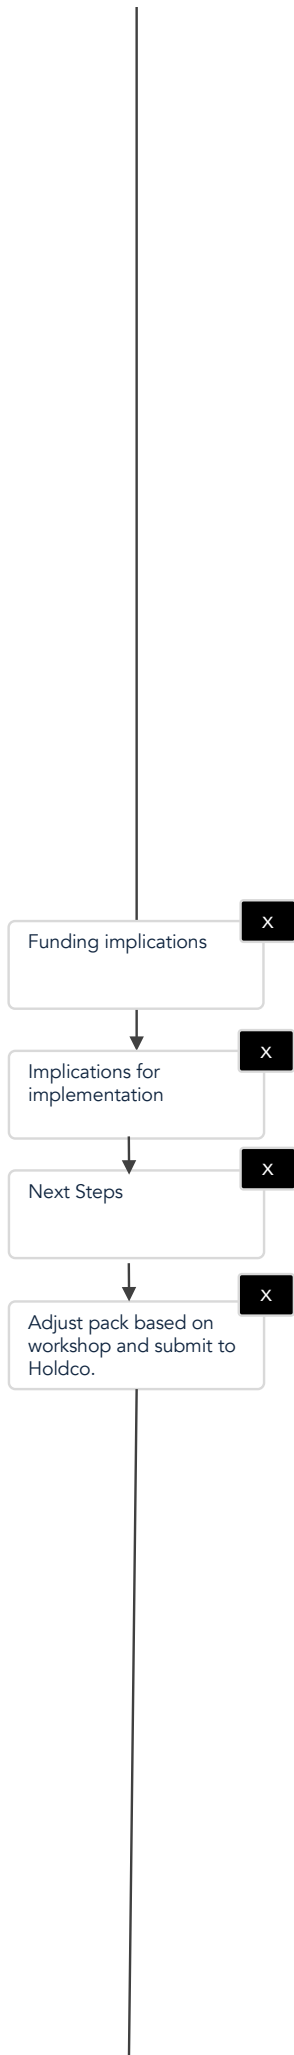 X
Funding implications
X
Implications for
implementation
X
Next Steps
X
Adjust pack based on
workshop and submit to
Holdco.